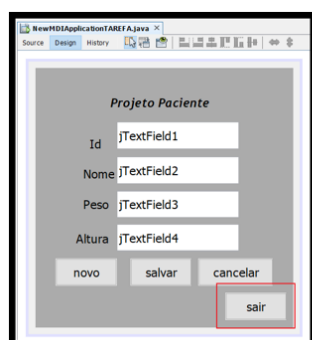 NewMDIApplicationTAREFA.java ×
Source Design History
Projeto Paciente
Id jTextField1
Nome jTextField2
Peso jTextField3
Altura jTextField4
novo salvar cancelar
sair